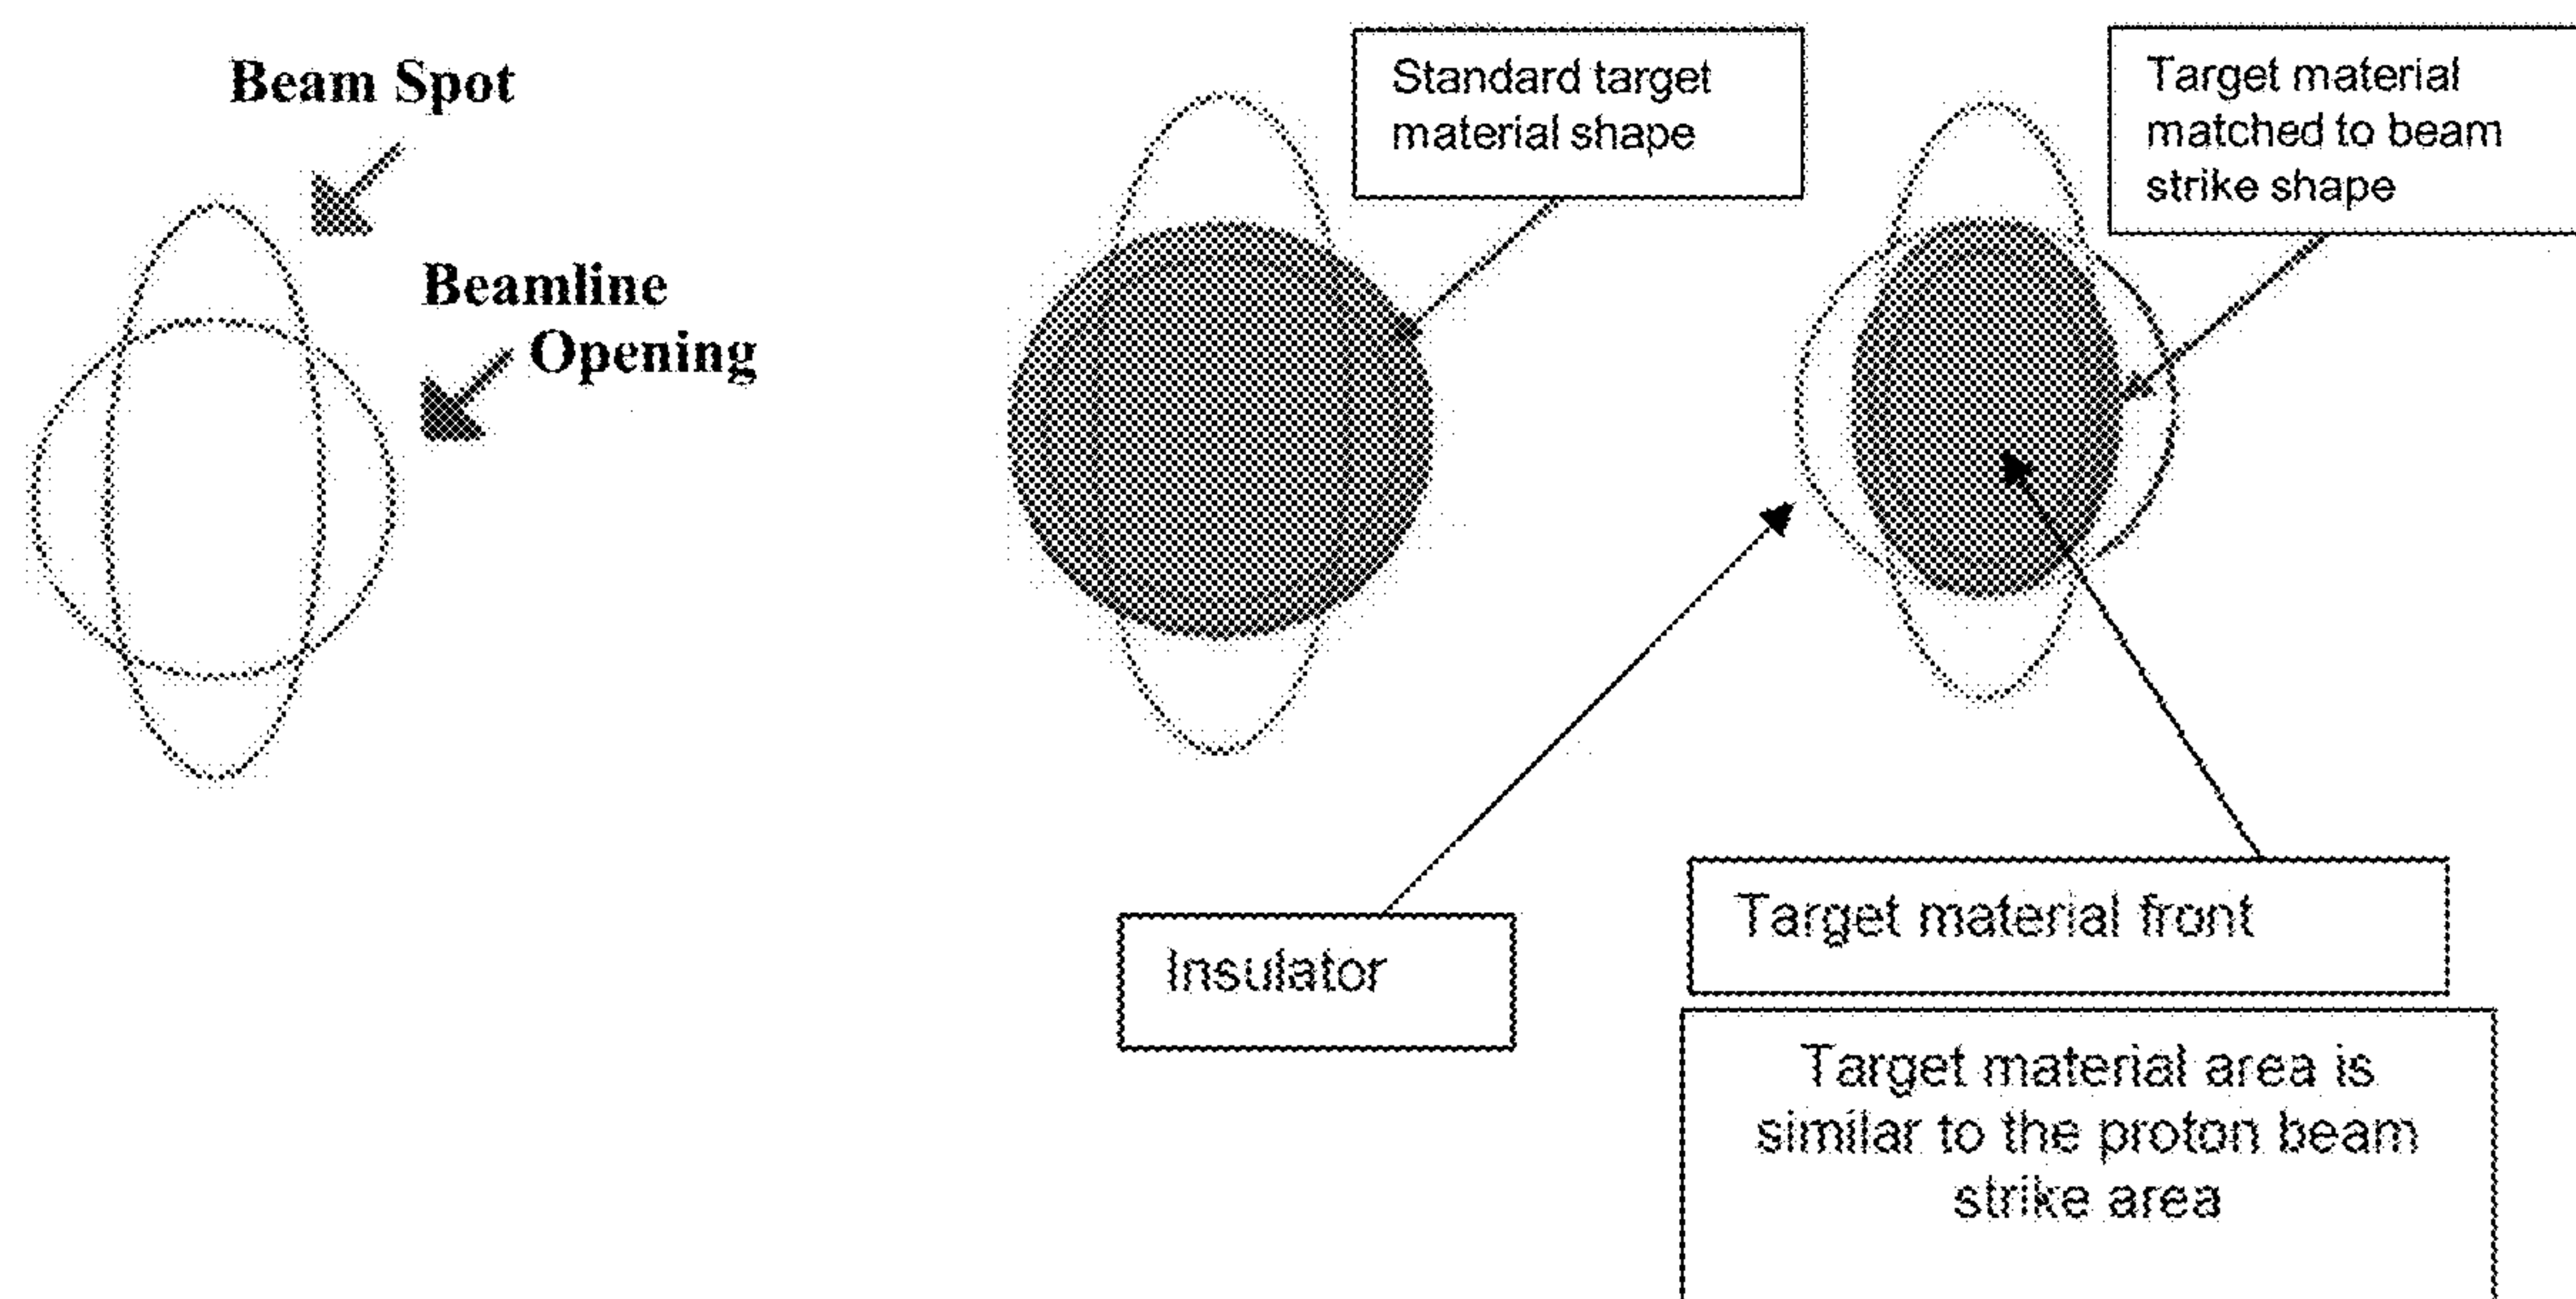 Beam Spot
Beamline
Opening
Standard target
material shape
Target material
matched to beam
strike shape
Insulator
Target material front
Target material area is
similar to the proton beam
strike area